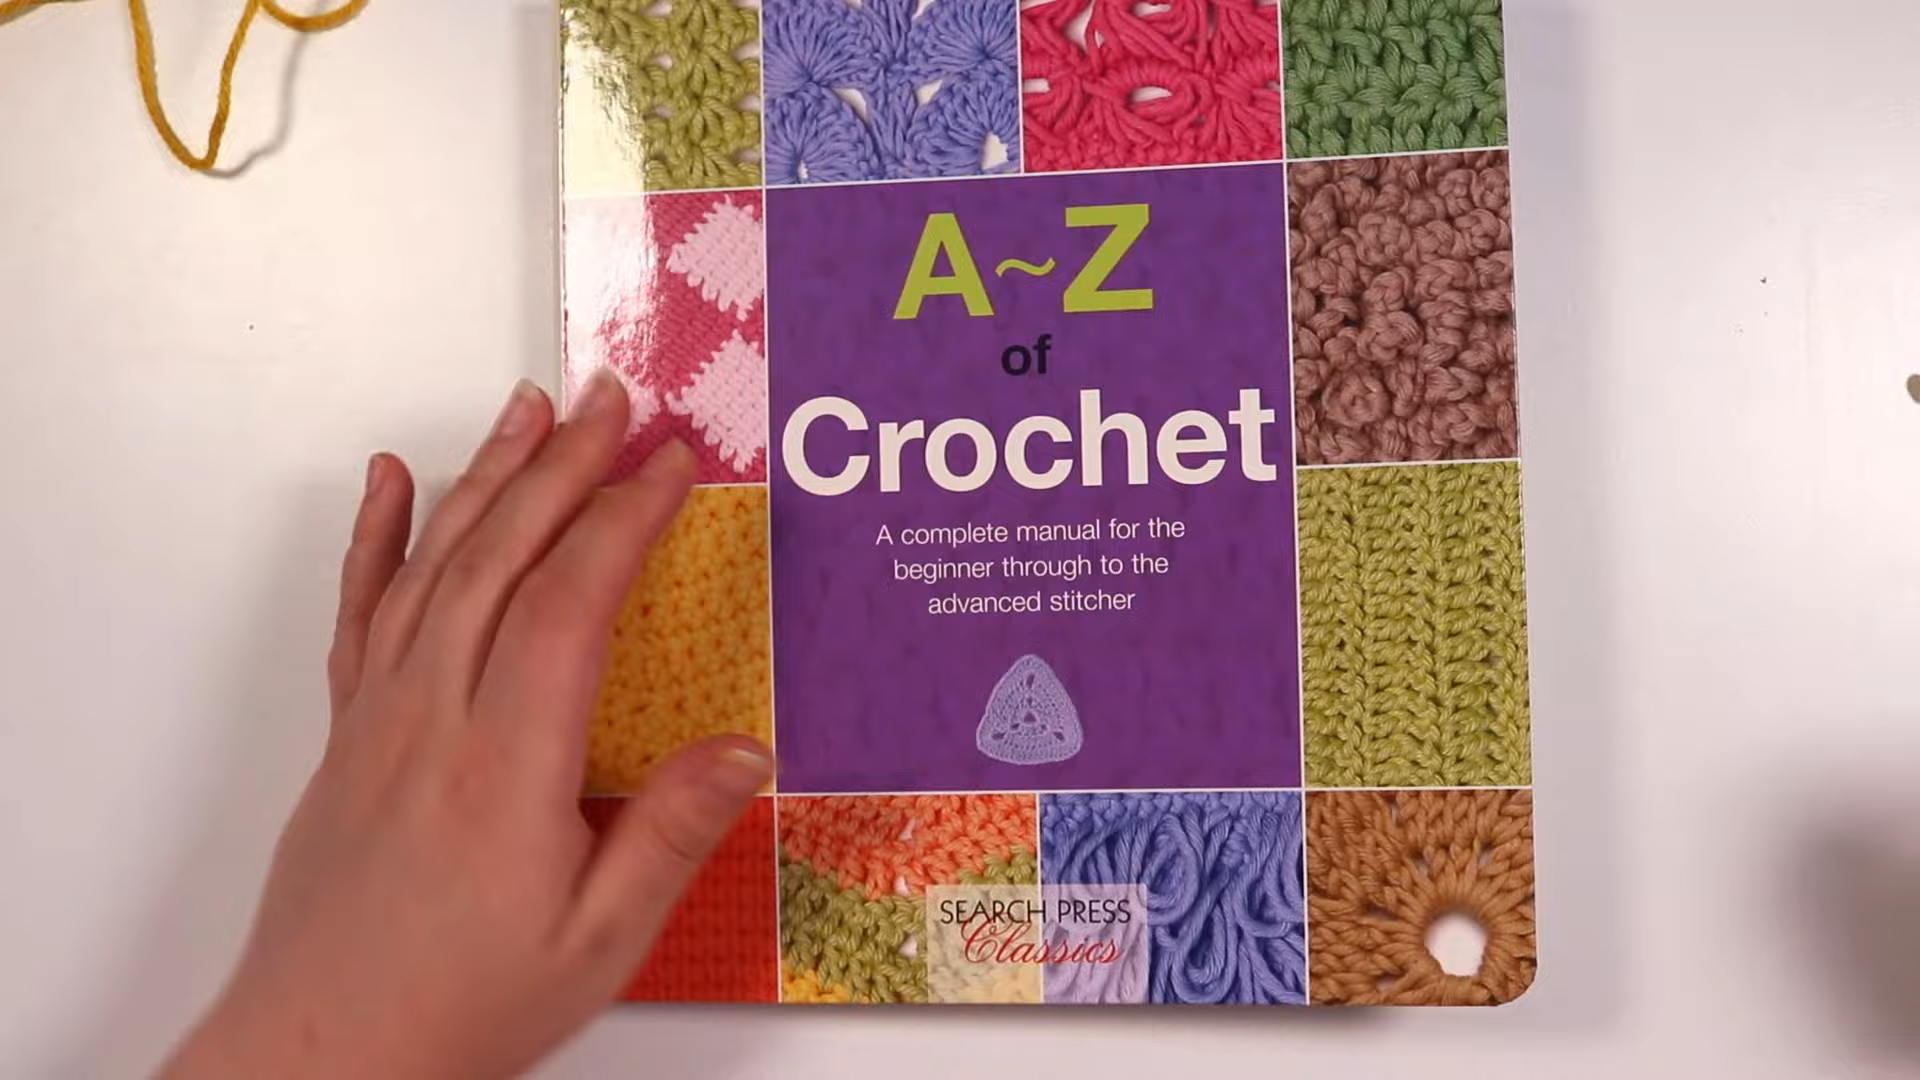 A~Z
of
Crochet
A complete manual for the
beginner through to the
advanced stitcher
SEARCH PRESS
Classics